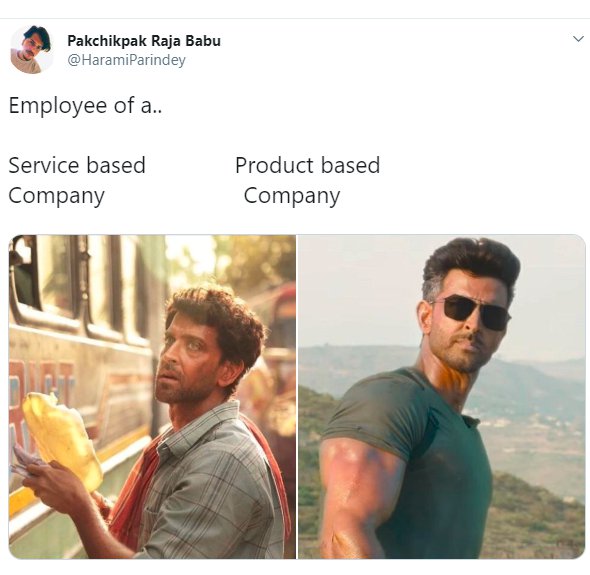 Pakchikpak Raja Babu
@HaramiParindey
Employee of a..
Service based Product based
Company Company